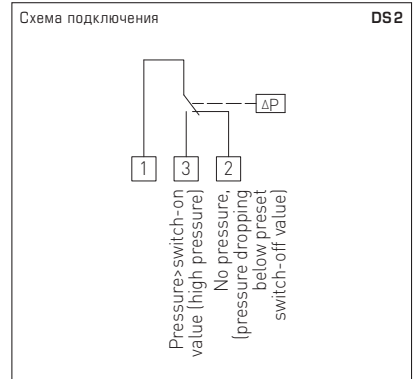 Схема подключения
DS2
ΔP
1
3
2
Pressure>switch-on
value (high pressure)
No pressure,
(pressure dropping
below preset
switch-off value)